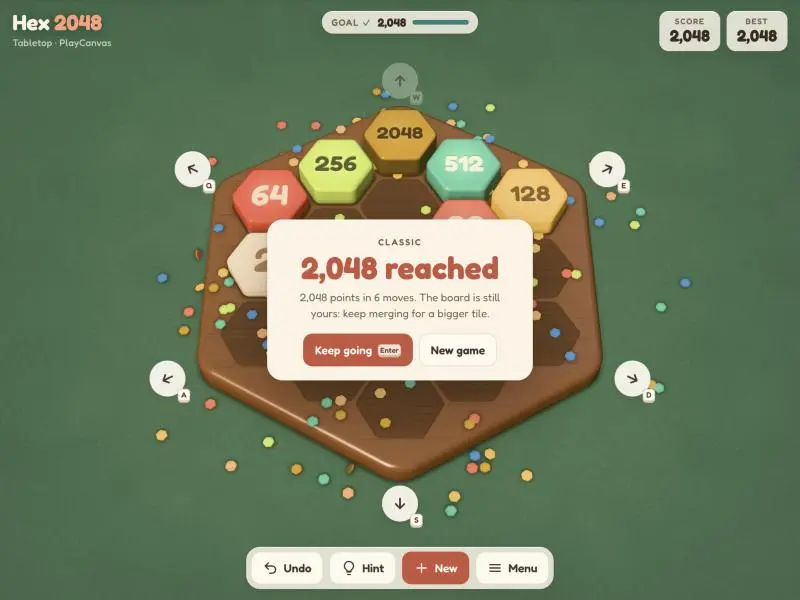 Hex 2048
Tabletop · PlayCanvas
GOAL ✓ 2,048
SCORE
2,048
BEST
2,048
W
2048
256
512
Q
E
64
128
CLASSIC
2,048 reached
2,048 points in 6 moves. The board is still
yours: keep merging for a bigger tile.
Keep going Enter
New game
A
D
S
Undo
Hint
New
Menu